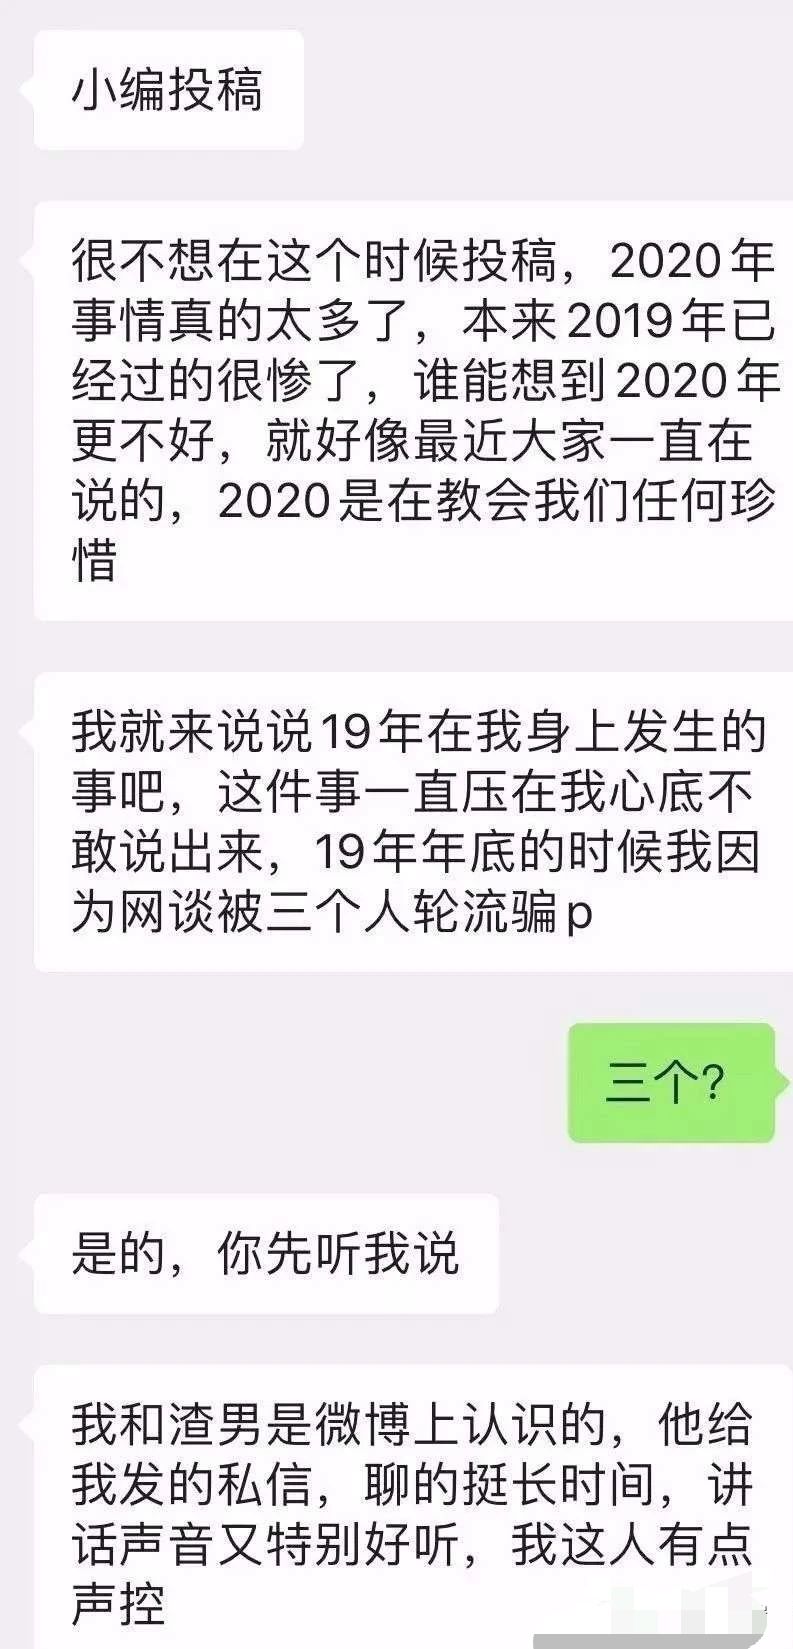 小编投稿
很不想在这个时候投稿，2020年
事情真的太多了，本来2019年已
经过的很惨了，谁能想到2020年
更不好，就好像最近大家一直在
说的，2020是在教会我们任何珍
惜
我就来说说19年在我身上发生的
事吧，这件事一直压在我心底不
敢说出来，19年年底的时候我因
为网谈被三个人轮流骗p
三个？
是的，你先听我说
我和渣男是微博上认识的，他给
我发的私信，聊的挺长时间，讲
话声音又特别好听，我这人有点
声控